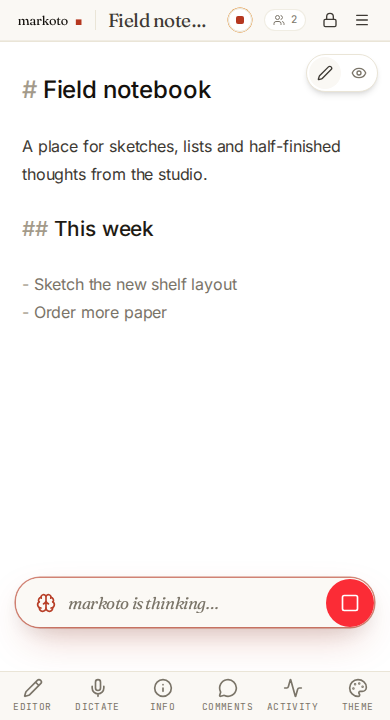 markoto
Field note...
2
# Field notebook
A place for sketches, lists and half-finished
thoughts from the studio.
## This week
- Sketch the new shelf layout
- Order more paper
markoto is thinking...
EDITOR
DICTATE
INFO
COMMENTS
ACTIVITY
THEME